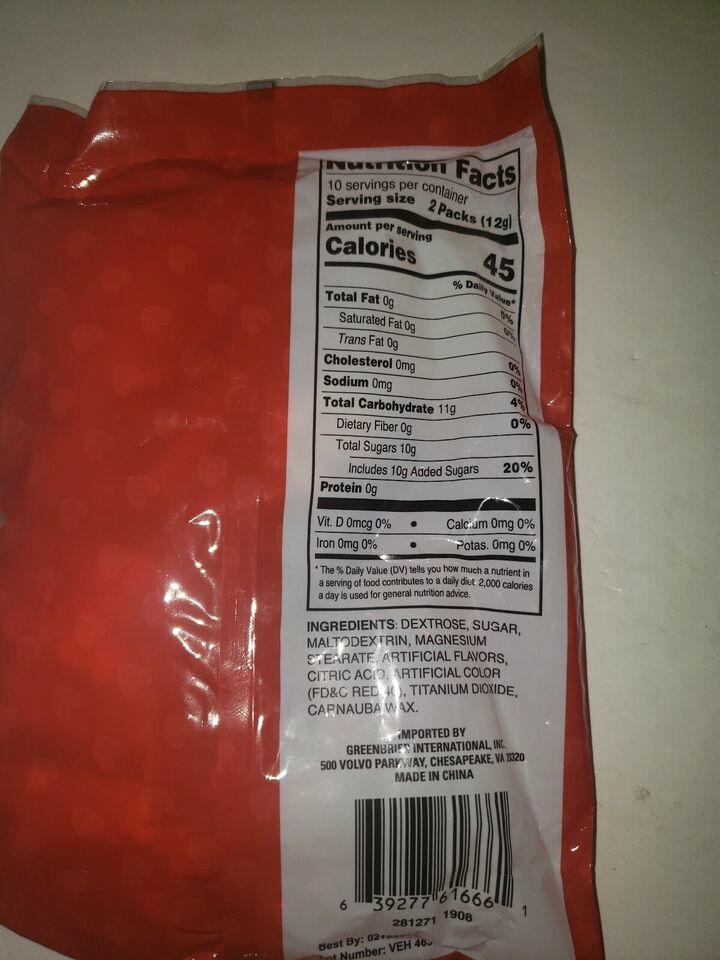 Nutrition Facts
10 servings per container
Serving size 2 Packs (12g)
Amount per serving
Calories 45
% Daily Value*
Total Fat 0g 0%
Saturated Fat 0g 0%
Trans Fat 0g
Cholesterol 0mg 0%
Sodium 0mg 0%
Total Carbohydrate 11g 4%
Dietary Fiber 0g 0%
Total Sugars 10g
Includes 10g Added Sugars 20%
Protein 0g
Vit. D 0mcg 0% • Calcium 0mg 0%
Iron 0mg 0% • Potas. 0mg 0%
* The % Daily Value (DV) tells you how much a nutrient in
a serving of food contributes to a daily diet. 2,000 calories
a day is used for general nutrition advice.
INGREDIENTS: DEXTROSE, SUGAR,
MALTODEXTRIN, MAGNESIUM
STEARATE, ARTIFICIAL FLAVORS,
CITRIC ACID, ARTIFICIAL COLOR
(FD&C RED 40), TITANIUM DIOXIDE,
CARNAUBA WAX.
IMPORTED BY
GREENBRIER INTERNATIONAL, INC.
500 VOLVO PARKWAY, CHESAPEAKE, VA 23320
MADE IN CHINA
6 39277 61666 1
281271 1908
Best By:
Lot Number: VEH